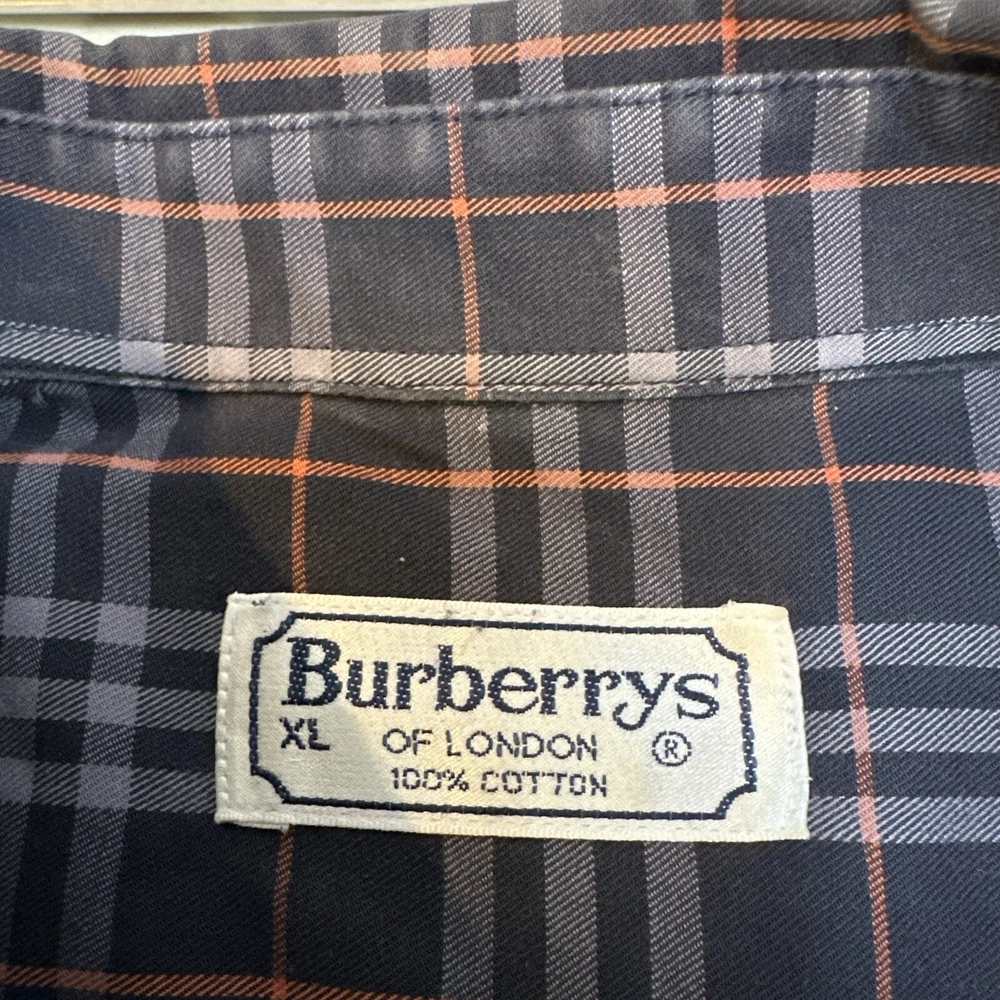 Burberrys
XL OF LONDON ®
100% COTTON